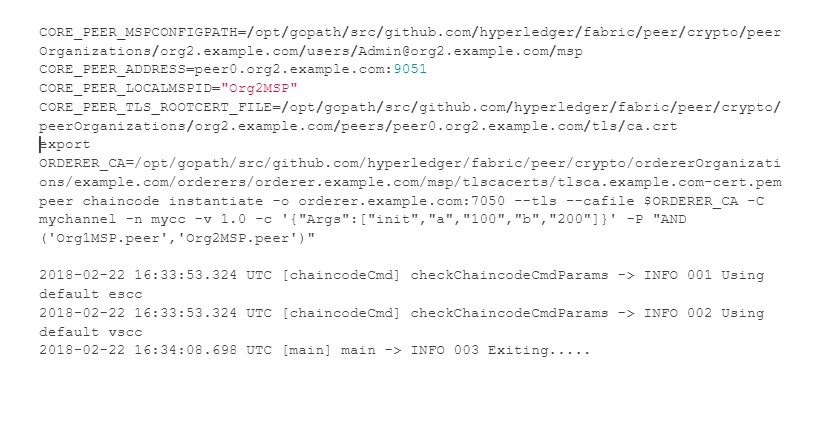 CORE_PEER_MSPCONFIGPATH=/opt/gopath/src/github.com/hyperledger/fabric/peer/crypto/peer
Organizations/org2.example.com/users/Admin@org2.example.com/msp
CORE_PEER_ADDRESS=peer0.org2.example.com:9051
CORE_PEER_LOCALMSPID="Org2MSP"
CORE_PEER_TLS_ROOTCERT_FILE=/opt/gopath/src/github.com/hyperledger/fabric/peer/crypto/
peerOrganizations/org2.example.com/peers/peer0.org2.example.com/tls/ca.crt
export
ORDERER_CA=/opt/gopath/src/github.com/hyperledger/fabric/peer/crypto/ordererOrganizati
ons/example.com/orderers/orderer.example.com/msp/tlscacerts/tlsca.example.com-cert.pem
peer chaincode instantiate -o orderer.example.com:7050 --tls --cafile $ORDERER_CA -C
mychannel -n mycc -v 1.0 -c '{"Args":["init","a","100","b","200"]}' -P "AND
('Org1MSP.peer','Org2MSP.peer')"
2018-02-22 16:33:53.324 UTC [chaincodeCmd] checkChaincodeCmdParams -> INFO 001 Using
default escc
2018-02-22 16:33:53.324 UTC [chaincodeCmd] checkChaincodeCmdParams -> INFO 002 Using
default vscc
2018-02-22 16:34:08.698 UTC [main] main -> INFO 003 Exiting.....